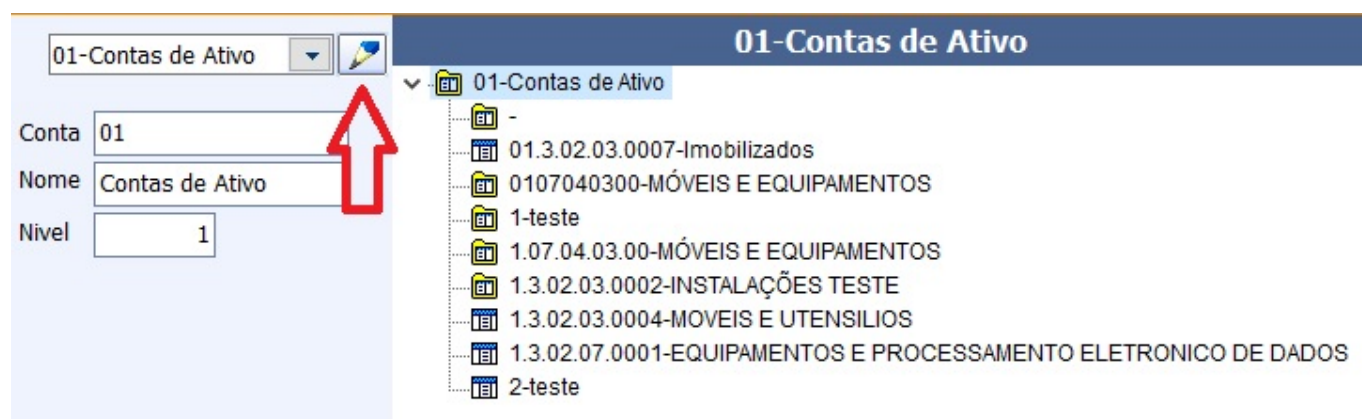 01-Contas de Ativo
Conta 01
Nome Contas de Ativo
Nivel 1
01-Contas de Ativo
01-Contas de Ativo
-
01.3.02.03.0007-Imobilizados
0107040300-MÓVEIS E EQUIPAMENTOS
1-teste
1.07.04.03.00-MÓVEIS E EQUIPAMENTOS
1.3.02.03.0002-INSTALAÇÕES TESTE
1.3.02.03.0004-MOVEIS E UTENSILIOS
1.3.02.07.0001-EQUIPAMENTOS E PROCESSAMENTO ELETRONICO DE DADOS
2-teste